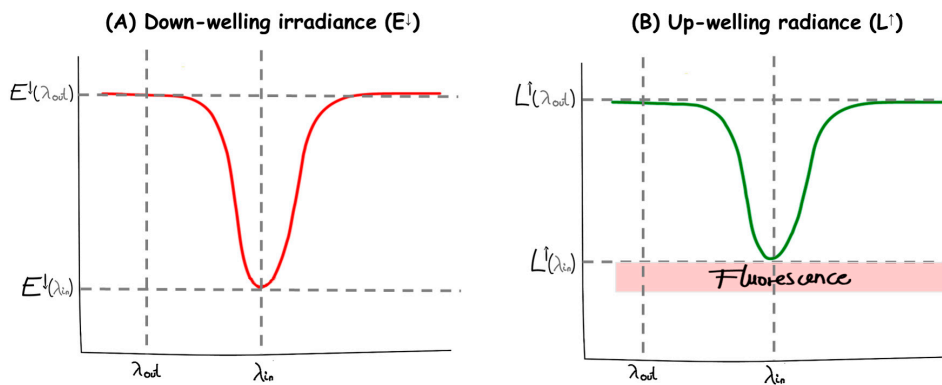 (A) Down-welling irradiance (E↓)
E↓(λout)
E↓(λin)
λout
λin
(B) Up-welling radiance (L↑)
L↑(λout)
L↑(λin)
Fluorescence
λout
λin